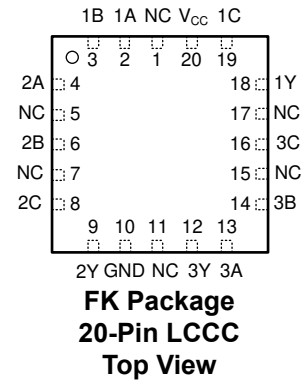 1B 1A NC VCC 1C
3 2 1 20 19
2A 4 18 1Y
NC 5 17 NC
2B 6 16 3C
NC 7 15 NC
2C 8 14 3B
9 10 11 12 13
2Y GND NC 3Y 3A
FK Package
20-Pin LCCC
Top View